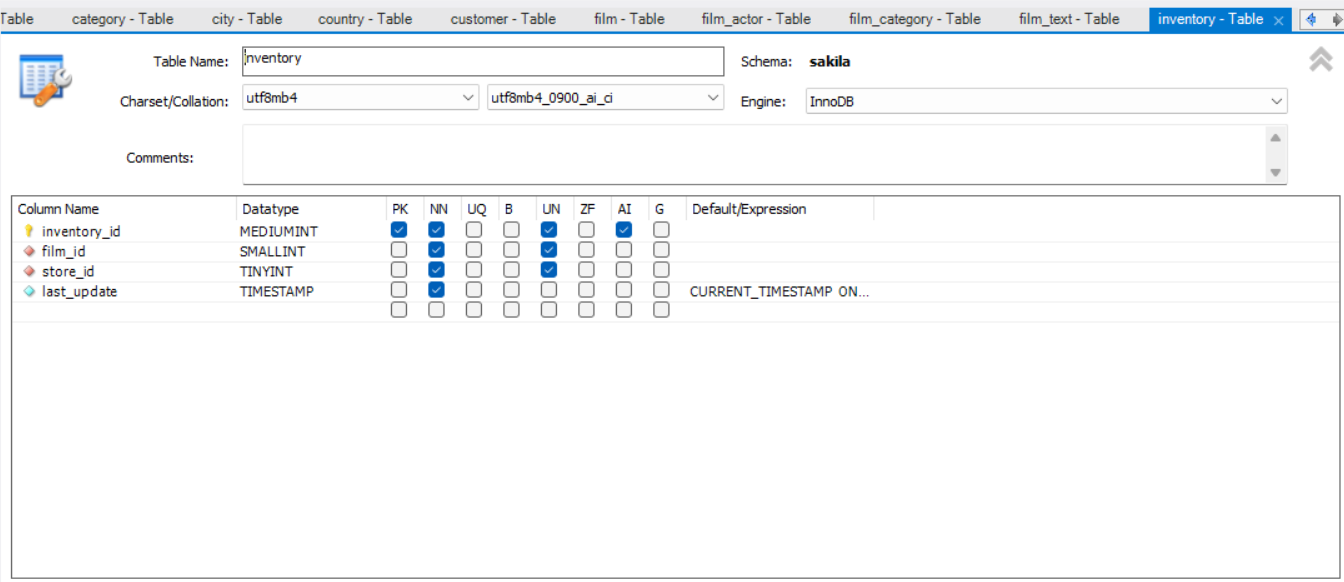 Table category - Table city - Table country - Table customer - Table film - Table film_actor - Table film_category - Table film_text - Table inventory - Table
Table Name: inventory Schema: sakila
Charset/Collation: utf8mb4 utf8mb4_0900_ai_ci Engine: InnoDB
Comments:
Column Name Datatype PK NN UQ B UN ZF AI G Default/Expression
inventory_id MEDIUMINT
film_id SMALLINT
store_id TINYINT
last_update TIMESTAMP CURRENT_TIMESTAMP ON...